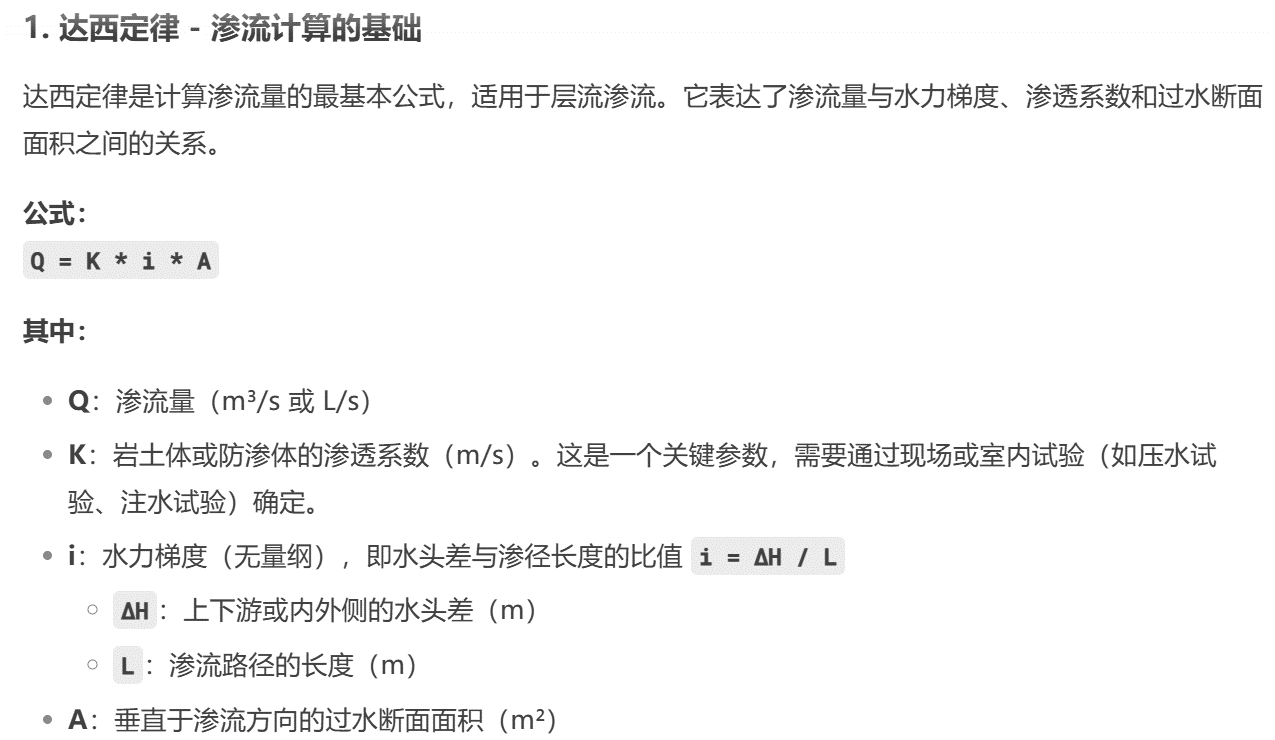 1. 达西定律 - 渗流计算的基础
达西定律是计算渗流量的最基本公式，适用于层流渗流。它表达了渗流量与水力梯度、渗透系数和过水断面
面积之间的关系。
公式：
Q = K * i * A
其中：
• Q：渗流量（m³/s 或 L/s）
• K：岩土体或防渗体的渗透系数（m/s）。这是一个关键参数，需要通过现场或室内试验（如压水试
验、注水试验）确定。
• i：水力梯度（无量纲），即水头差与渗径长度的比值 i = ΔH / L
○ ΔH：上下游或内外侧的水头差（m）
○ L：渗流路径的长度（m）
• A：垂直于渗流方向的过水断面面积（m²）